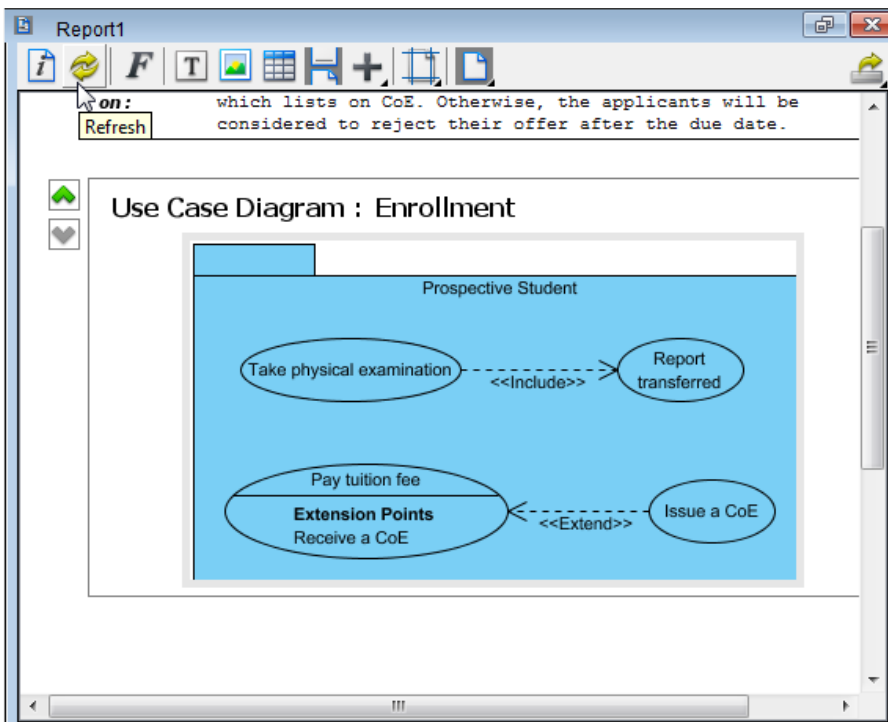 Report1
i
F
T
on: which lists on CoE. Otherwise, the applicants will be
Refresh
considered to reject their offer after the due date.
Use Case Diagram : Enrollment
Prospective Student
Take physical examination
<<Include>>
Report
transferred
Pay tuition fee
Extension Points
Receive a CoE
<<Extend>>
Issue a CoE